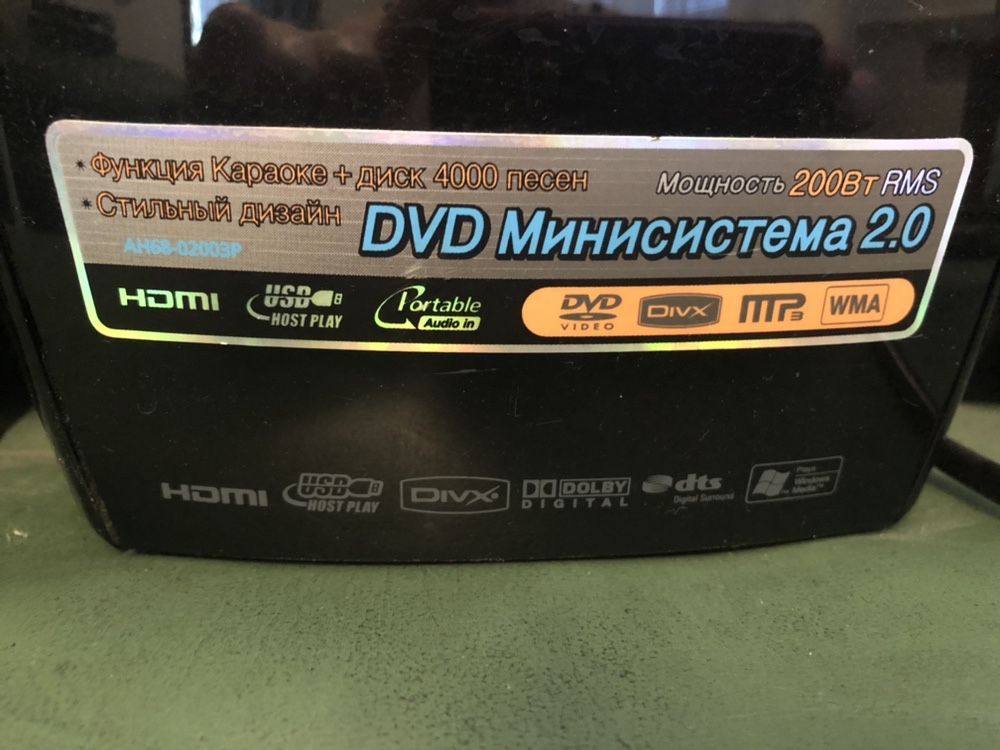 * Функция Караоке + диск 4000 песен
* Стильный дизайн
Мощность 200Вт RMS
DVD Минисистема 2.0
AH68-02003P
HDMI
USB
HOST PLAY
Portable
Audio in
DVD
VIDEO
DIVX
MP3
WMA
HDMI
USB
HOST PLAY
DIVX
DOLBY
DIGITAL
dts
Digital Surround
Plays
Windows
Media™